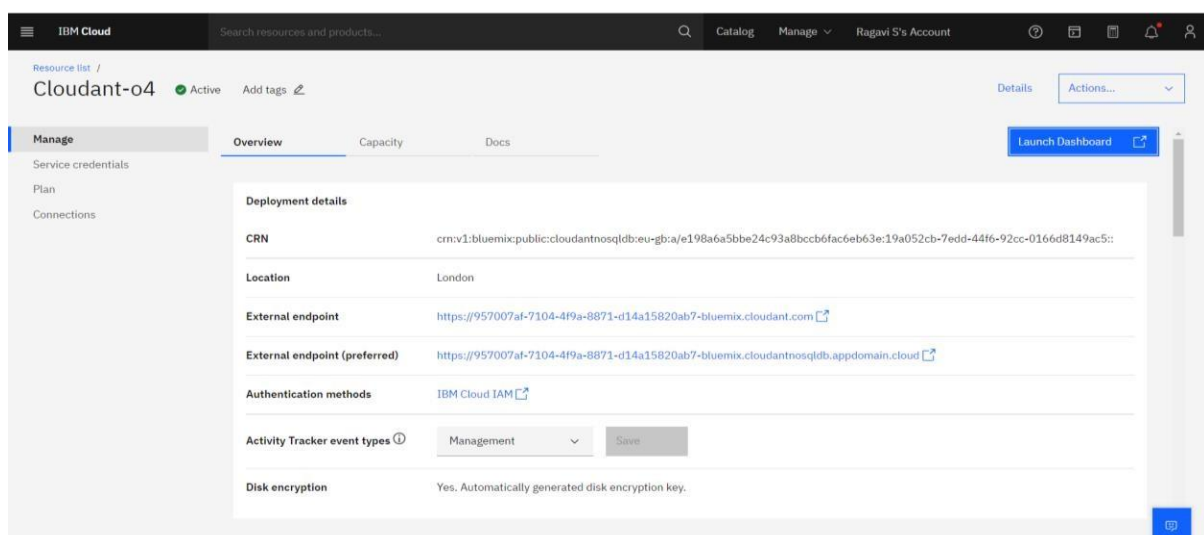 IBM Cloud Search resources and products... Catalog Manage Ragavi S's Account
Resource list /
Cloudant-o4 Active Add tags Details Actions...
Manage Overview Capacity Docs Launch Dashboard
Service credentials
Plan
Connections
Deployment details
CRN crn:v1:bluemix:public:cloudantnosqldb:eu-gb:a/e198a6a5bbe24c93a8bccb6fac6eb63e:19a052cb-7edd-44f6-92cc-0166d8149ac5::
Location London
External endpoint https://957007af-7104-4f9a-8871-d14a15820ab7-bluemix.cloudant.com
External endpoint (preferred) https://957007af-7104-4f9a-8871-d14a15820ab7-bluemix.cloudantnosqldb.appdomain.cloud
Authentication methods IBM Cloud IAM
Activity Tracker event types Management Save
Disk encryption Yes. Automatically generated disk encryption key.